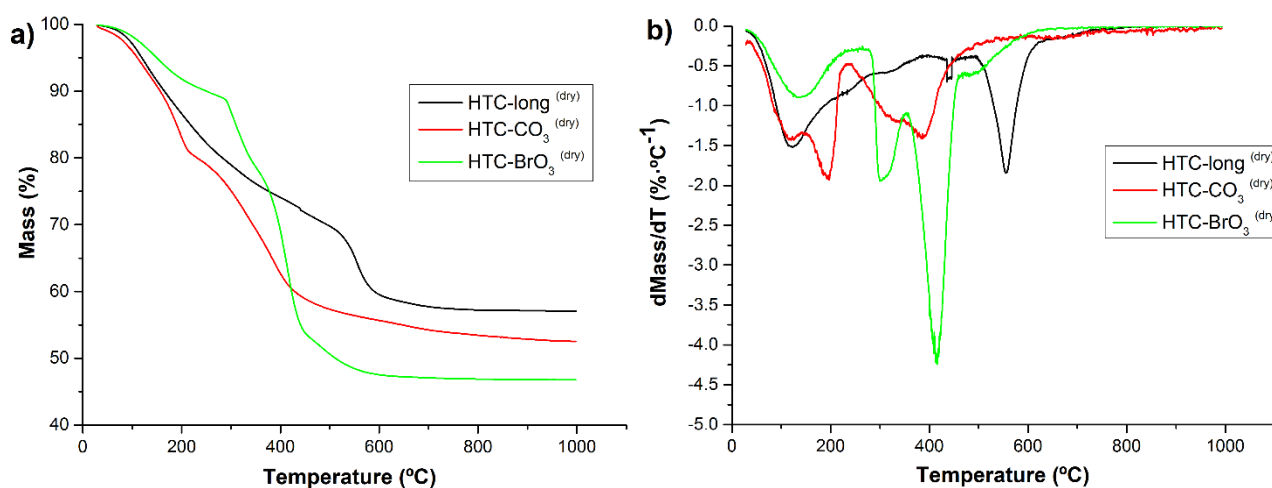 a)
100
90
80
70
60
50
40
Mass (%)
0
200
400
600
800
1000
Temperature (ºC)
HTC-long (dry)
HTC-CO3 (dry)
HTC-BrO3 (dry)
b)
0.0
-0.5
-1.0
-1.5
-2.0
-2.5
-3.0
-3.5
-4.0
-4.5
-5.0
dMass/dT (%·ºC-1)
0
200
400
600
800
1000
Temperature (ºC)
HTC-long (dry)
HTC-CO3 (dry)
HTC-BrO3 (dry)